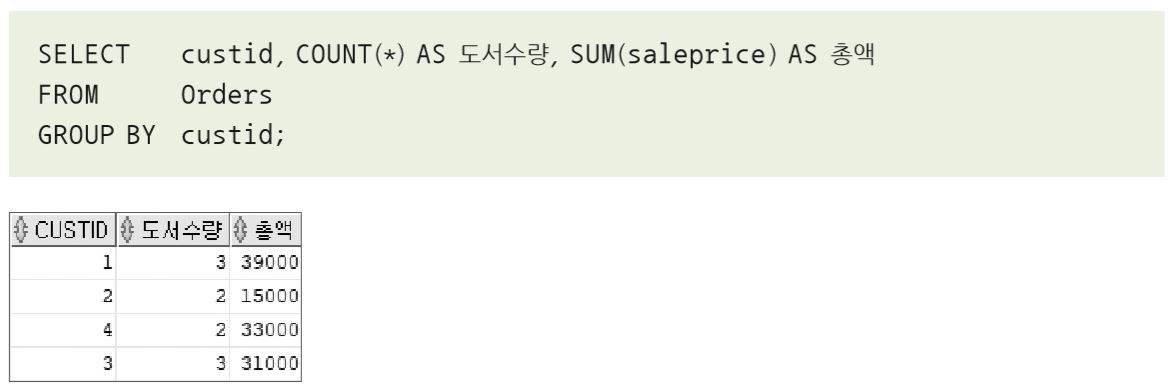 SELECT custid, COUNT(*) AS 도서수량, SUM(saleprice) AS 총액
FROM Orders
GROUP BY custid;
CUSTID 도서수량 총액
1 3 39000
2 2 15000
4 2 33000
3 3 31000